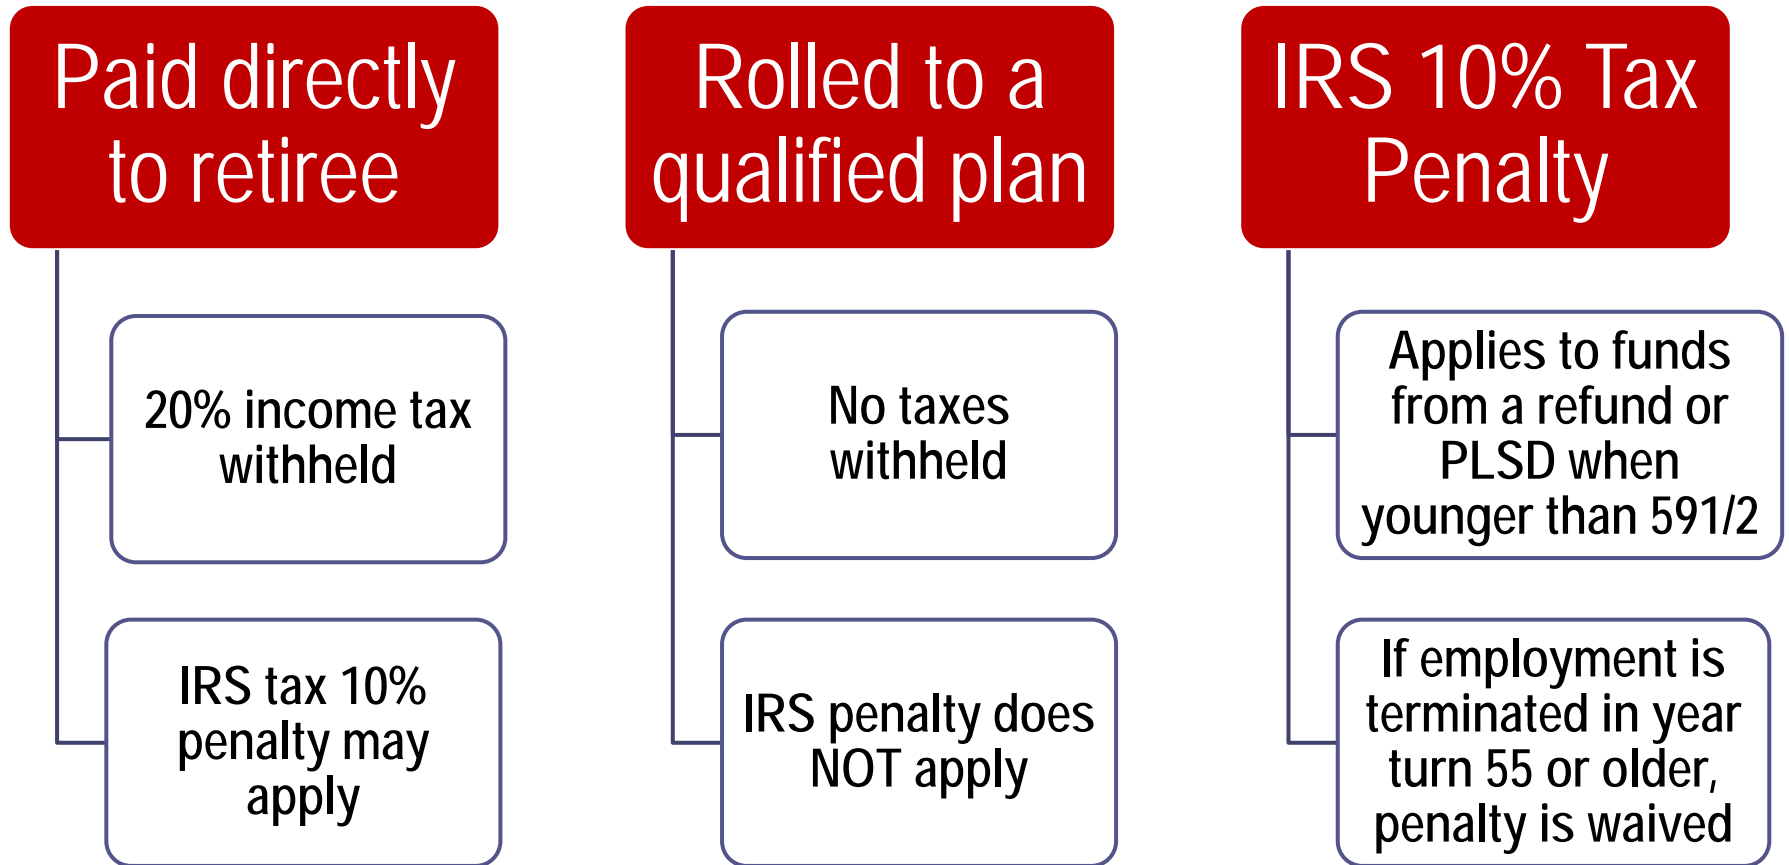 Paid directly
to retiree
20% income tax
withheld
IRS tax 10%
penalty may
apply
Rolled to a
qualified plan
No taxes
withheld
IRS penalty does
NOT apply
IRS 10% Tax
Penalty
Applies to funds
from a refund or
PLSD when
younger than 591/2
If employment is
terminated in year
turn 55 or older,
penalty is waived